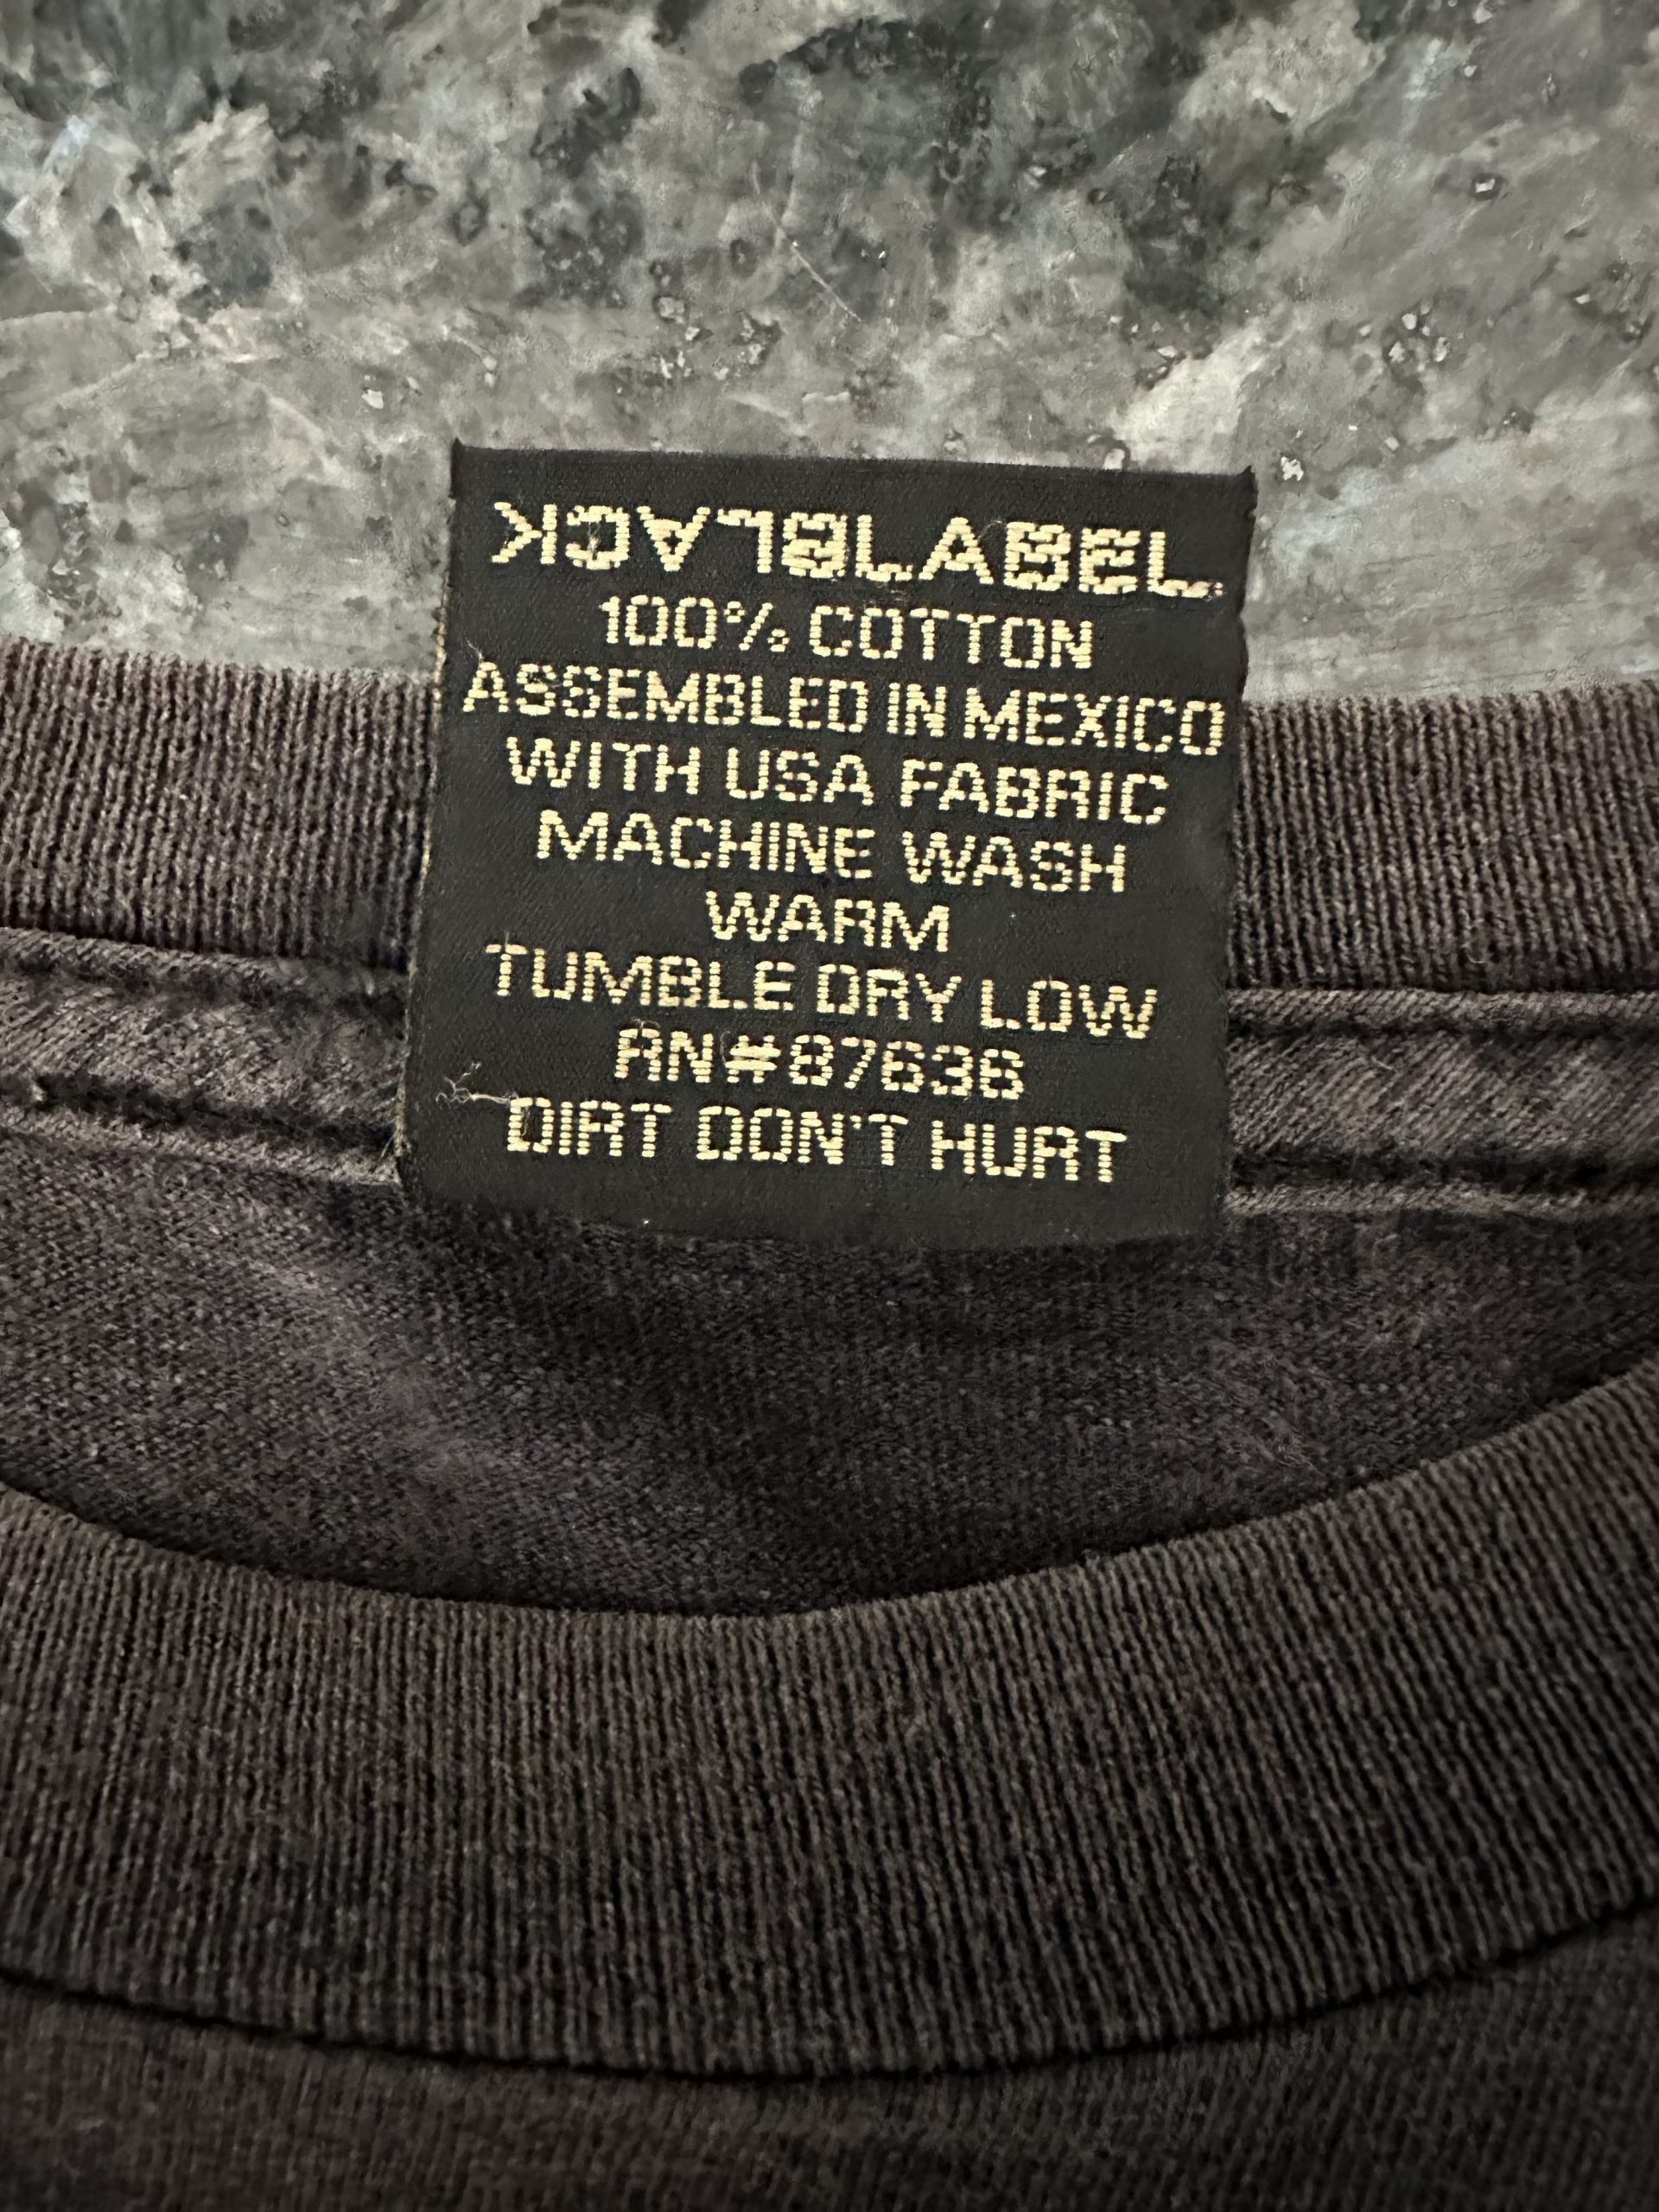 BLACKLABEL
100% COTTON
ASSEMBLED IN MEXICO
WITH USA FABRIC
MACHINE WASH
WARM
TUMBLE DRY LOW
RN#87636
DIRT DON'T HURT